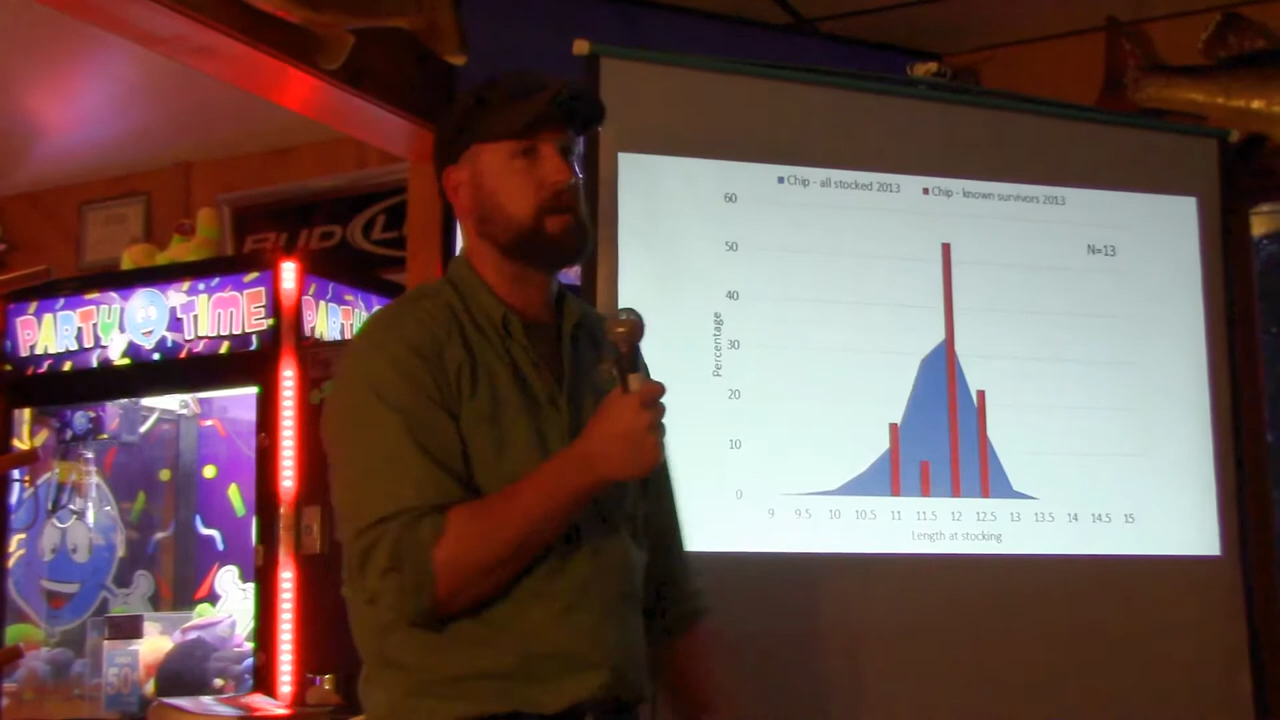 Chip - all stocked 2013
Chip - known survivors 2013
60
50
40
30
20
10
0
N=13
Percentage
9 9.5 10 10.5 11 11.5 12 12.5 13 13.5 14 14.5 15
Length at stocking
BUD
PARTY TIME
PARTY
50¢